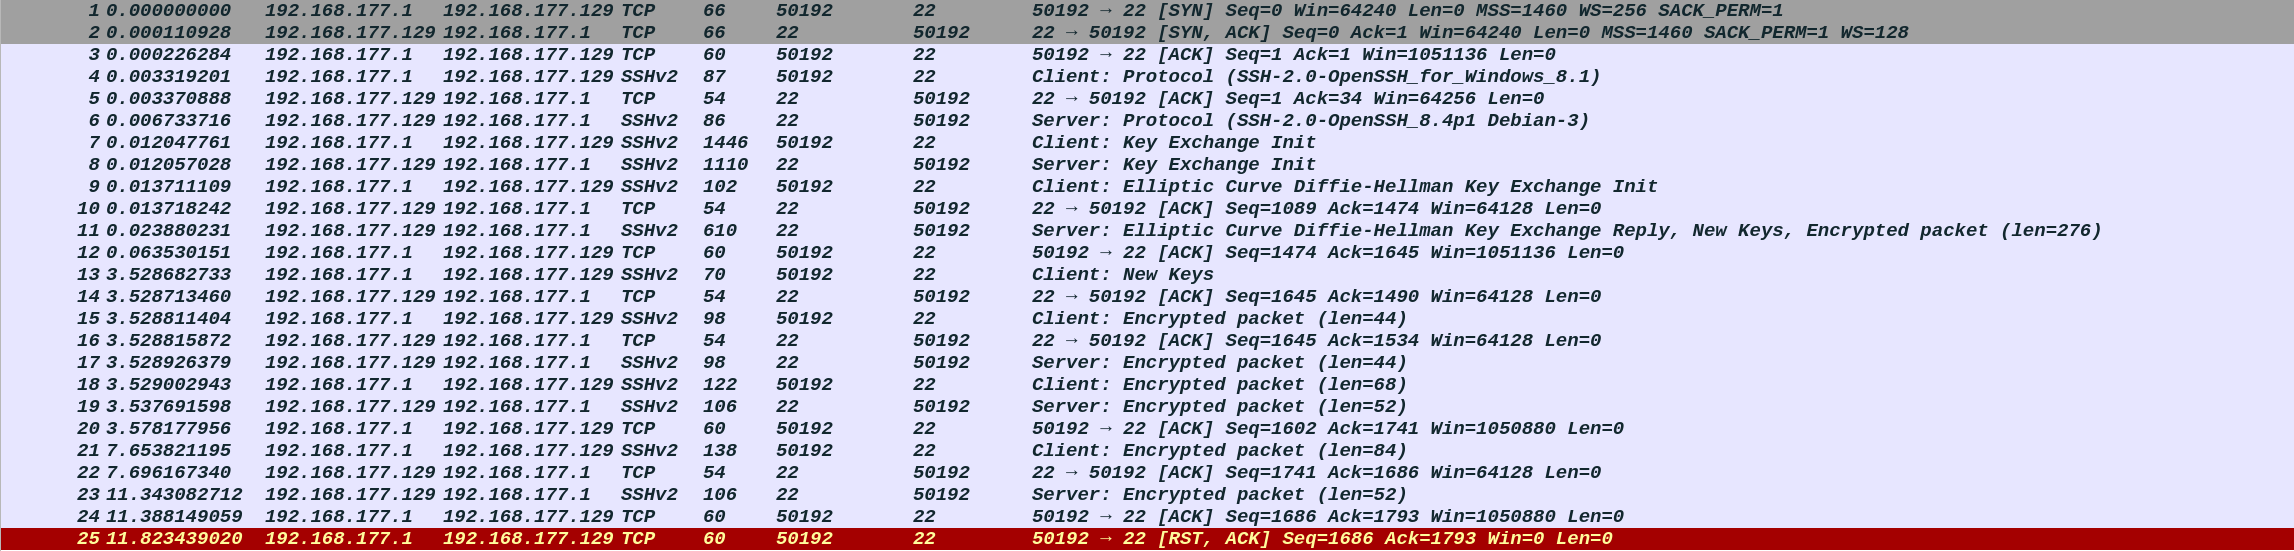 1 0.000000000 192.168.177.1 192.168.177.129 TCP 66 50192 22 50192 → 22 [SYN] Seq=0 Win=64240 Len=0 MSS=1460 WS=256 SACK_PERM=1
2 0.000110928 192.168.177.129 192.168.177.1 TCP 66 22 50192 22 → 50192 [SYN, ACK] Seq=0 Ack=1 Win=64240 Len=0 MSS=1460 SACK_PERM=1 WS=128
3 0.000226284 192.168.177.1 192.168.177.129 TCP 60 50192 22 50192 → 22 [ACK] Seq=1 Ack=1 Win=1051136 Len=0
4 0.003319201 192.168.177.1 192.168.177.129 SSHv2 87 50192 22 Client: Protocol (SSH-2.0-OpenSSH_for_Windows_8.1)
5 0.003370888 192.168.177.129 192.168.177.1 TCP 54 22 50192 22 → 50192 [ACK] Seq=1 Ack=34 Win=64256 Len=0
6 0.006733716 192.168.177.129 192.168.177.1 SSHv2 86 22 50192 Server: Protocol (SSH-2.0-OpenSSH_8.4p1 Debian-3)
7 0.012047761 192.168.177.1 192.168.177.129 SSHv2 1446 50192 22 Client: Key Exchange Init
8 0.012057028 192.168.177.129 192.168.177.1 SSHv2 1110 22 50192 Server: Key Exchange Init
9 0.013711109 192.168.177.1 192.168.177.129 SSHv2 102 50192 22 Client: Elliptic Curve Diffie-Hellman Key Exchange Init
10 0.013718242 192.168.177.129 192.168.177.1 TCP 54 22 50192 22 → 50192 [ACK] Seq=1089 Ack=1474 Win=64128 Len=0
11 0.023880231 192.168.177.129 192.168.177.1 SSHv2 610 22 50192 Server: Elliptic Curve Diffie-Hellman Key Exchange Reply, New Keys, Encrypted packet (len=276)
12 0.063530151 192.168.177.1 192.168.177.129 TCP 60 50192 22 50192 → 22 [ACK] Seq=1474 Ack=1645 Win=1051136 Len=0
13 3.528682733 192.168.177.1 192.168.177.129 SSHv2 70 50192 22 Client: New Keys
14 3.528713460 192.168.177.129 192.168.177.1 TCP 54 22 50192 22 → 50192 [ACK] Seq=1645 Ack=1490 Win=64128 Len=0
15 3.528811404 192.168.177.1 192.168.177.129 SSHv2 98 50192 22 Client: Encrypted packet (len=44)
16 3.528815872 192.168.177.129 192.168.177.1 TCP 54 22 50192 22 → 50192 [ACK] Seq=1645 Ack=1534 Win=64128 Len=0
17 3.528926379 192.168.177.129 192.168.177.1 SSHv2 98 22 50192 Server: Encrypted packet (len=44)
18 3.529002943 192.168.177.1 192.168.177.129 SSHv2 122 50192 22 Client: Encrypted packet (len=68)
19 3.537691598 192.168.177.129 192.168.177.1 SSHv2 106 22 50192 Server: Encrypted packet (len=52)
20 3.578177956 192.168.177.1 192.168.177.129 TCP 60 50192 22 50192 → 22 [ACK] Seq=1602 Ack=1741 Win=1050880 Len=0
21 7.653821195 192.168.177.1 192.168.177.129 SSHv2 138 50192 22 Client: Encrypted packet (len=84)
22 7.696167340 192.168.177.129 192.168.177.1 TCP 54 22 50192 22 → 50192 [ACK] Seq=1741 Ack=1686 Win=64128 Len=0
23 11.343082712 192.168.177.129 192.168.177.1 SSHv2 106 22 50192 Server: Encrypted packet (len=52)
24 11.388149059 192.168.177.1 192.168.177.129 TCP 60 50192 22 50192 → 22 [ACK] Seq=1686 Ack=1793 Win=1050880 Len=0
25 11.823439020 192.168.177.1 192.168.177.129 TCP 60 50192 22 50192 → 22 [RST, ACK] Seq=1686 Ack=1793 Win=0 Len=0